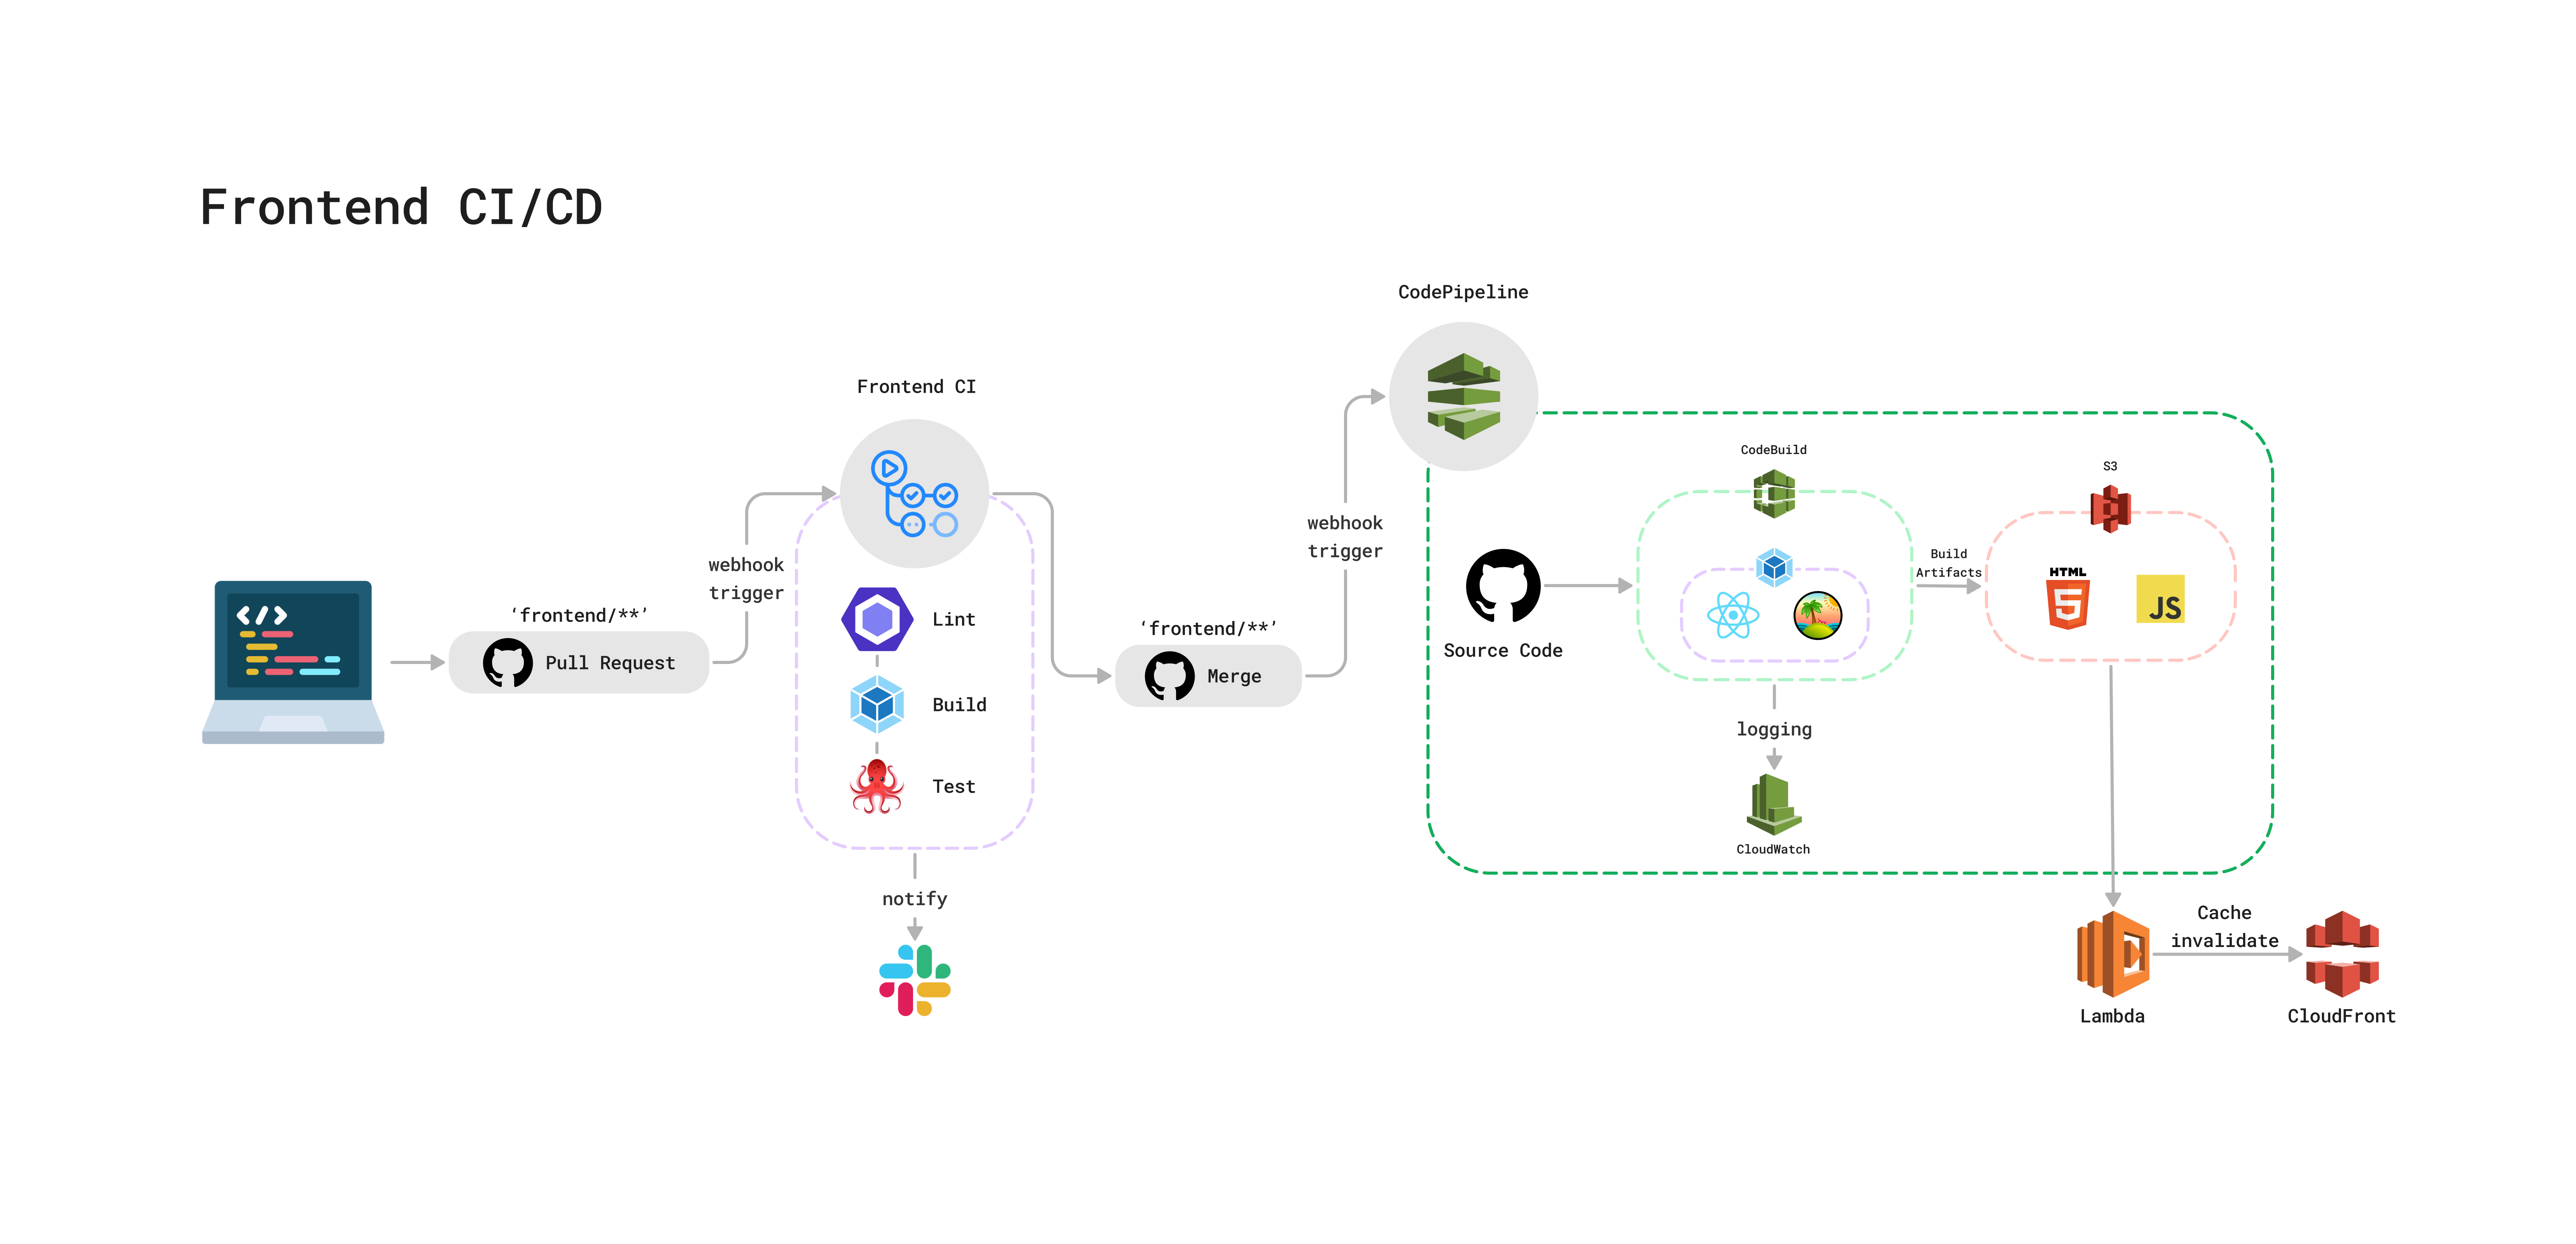 Frontend CI/CD
CodePipeline
Frontend CI
CodeBuild
S3
webhook
trigger
Build
Artifacts
webhook
trigger
HTML
5
JS
‘frontend/**’
Pull Request
Lint
‘frontend/**’
Merge
Source Code
Build
logging
Test
CloudWatch
notify
Cache
invalidate
Lambda
CloudFront